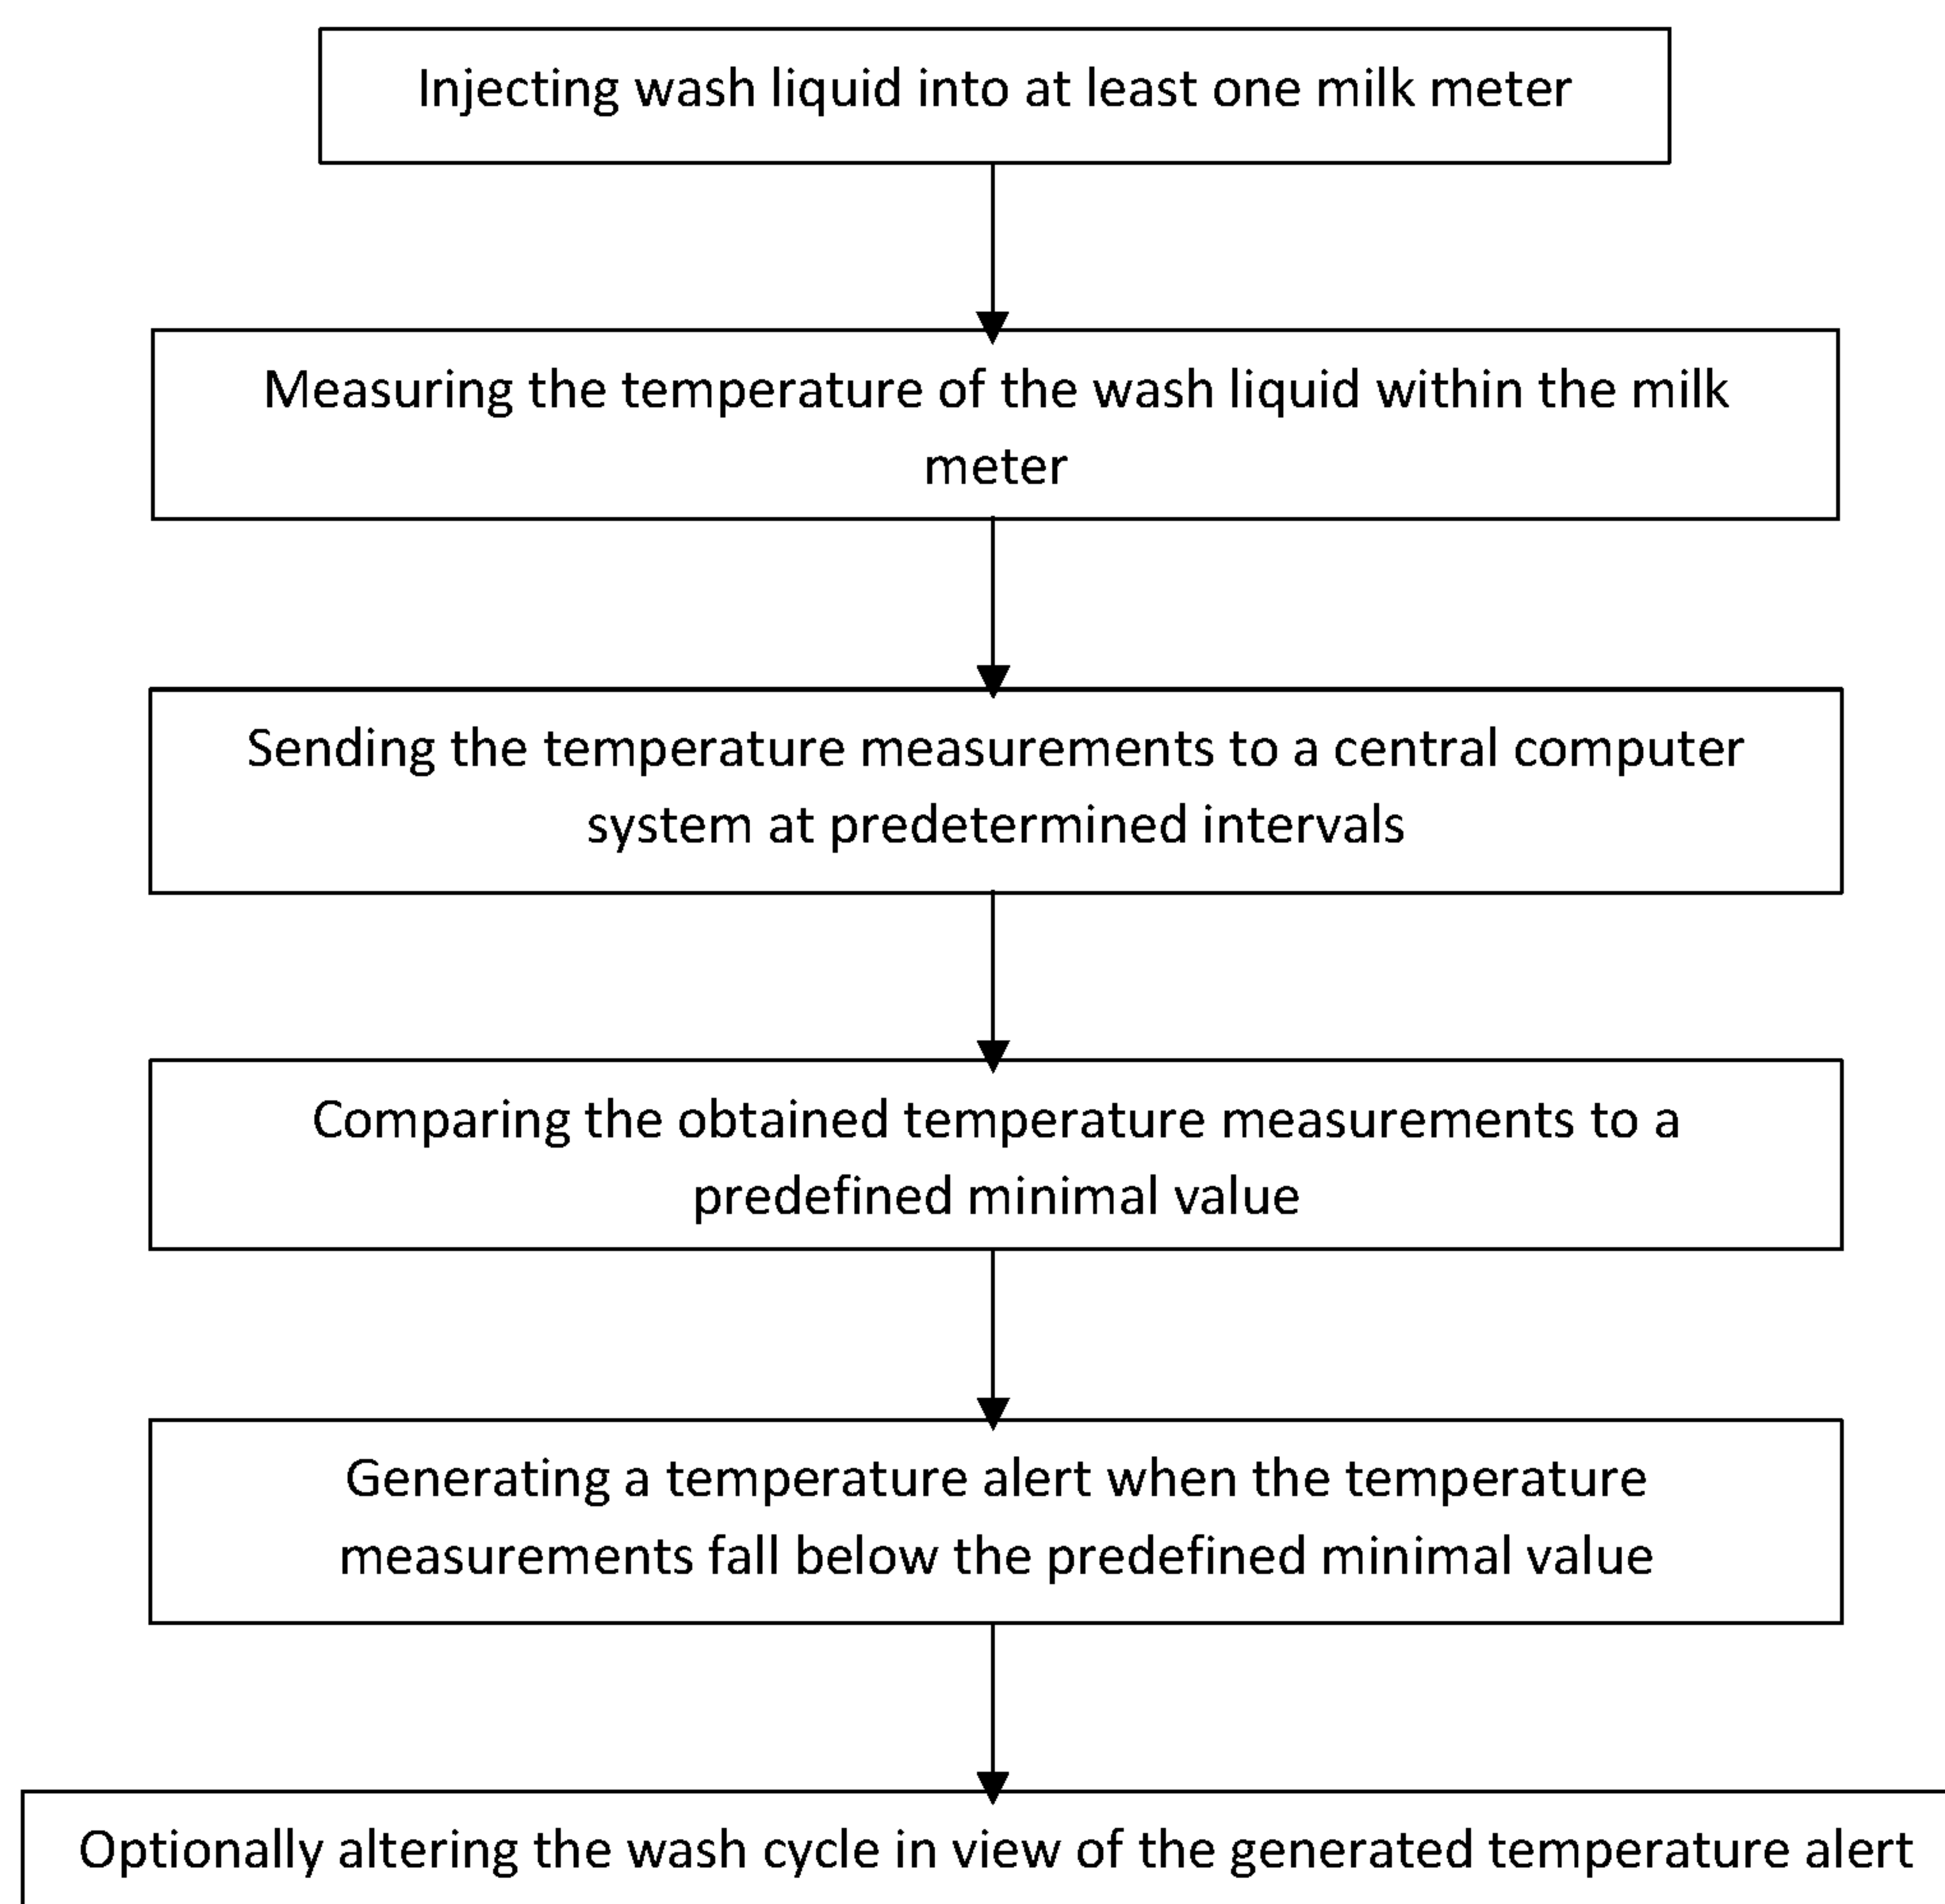 Injecting wash liquid into at least one milk meter
Measuring the temperature of the wash liquid within the milk
meter
Sending the temperature measurements to a central computer
system at predetermined intervals
Comparing the obtained temperature measurements to a
predefined minimal value
Generating a temperature alert when the temperature
measurements fall below the predefined minimal value
Optionally altering the wash cycle in view of the generated temperature alert